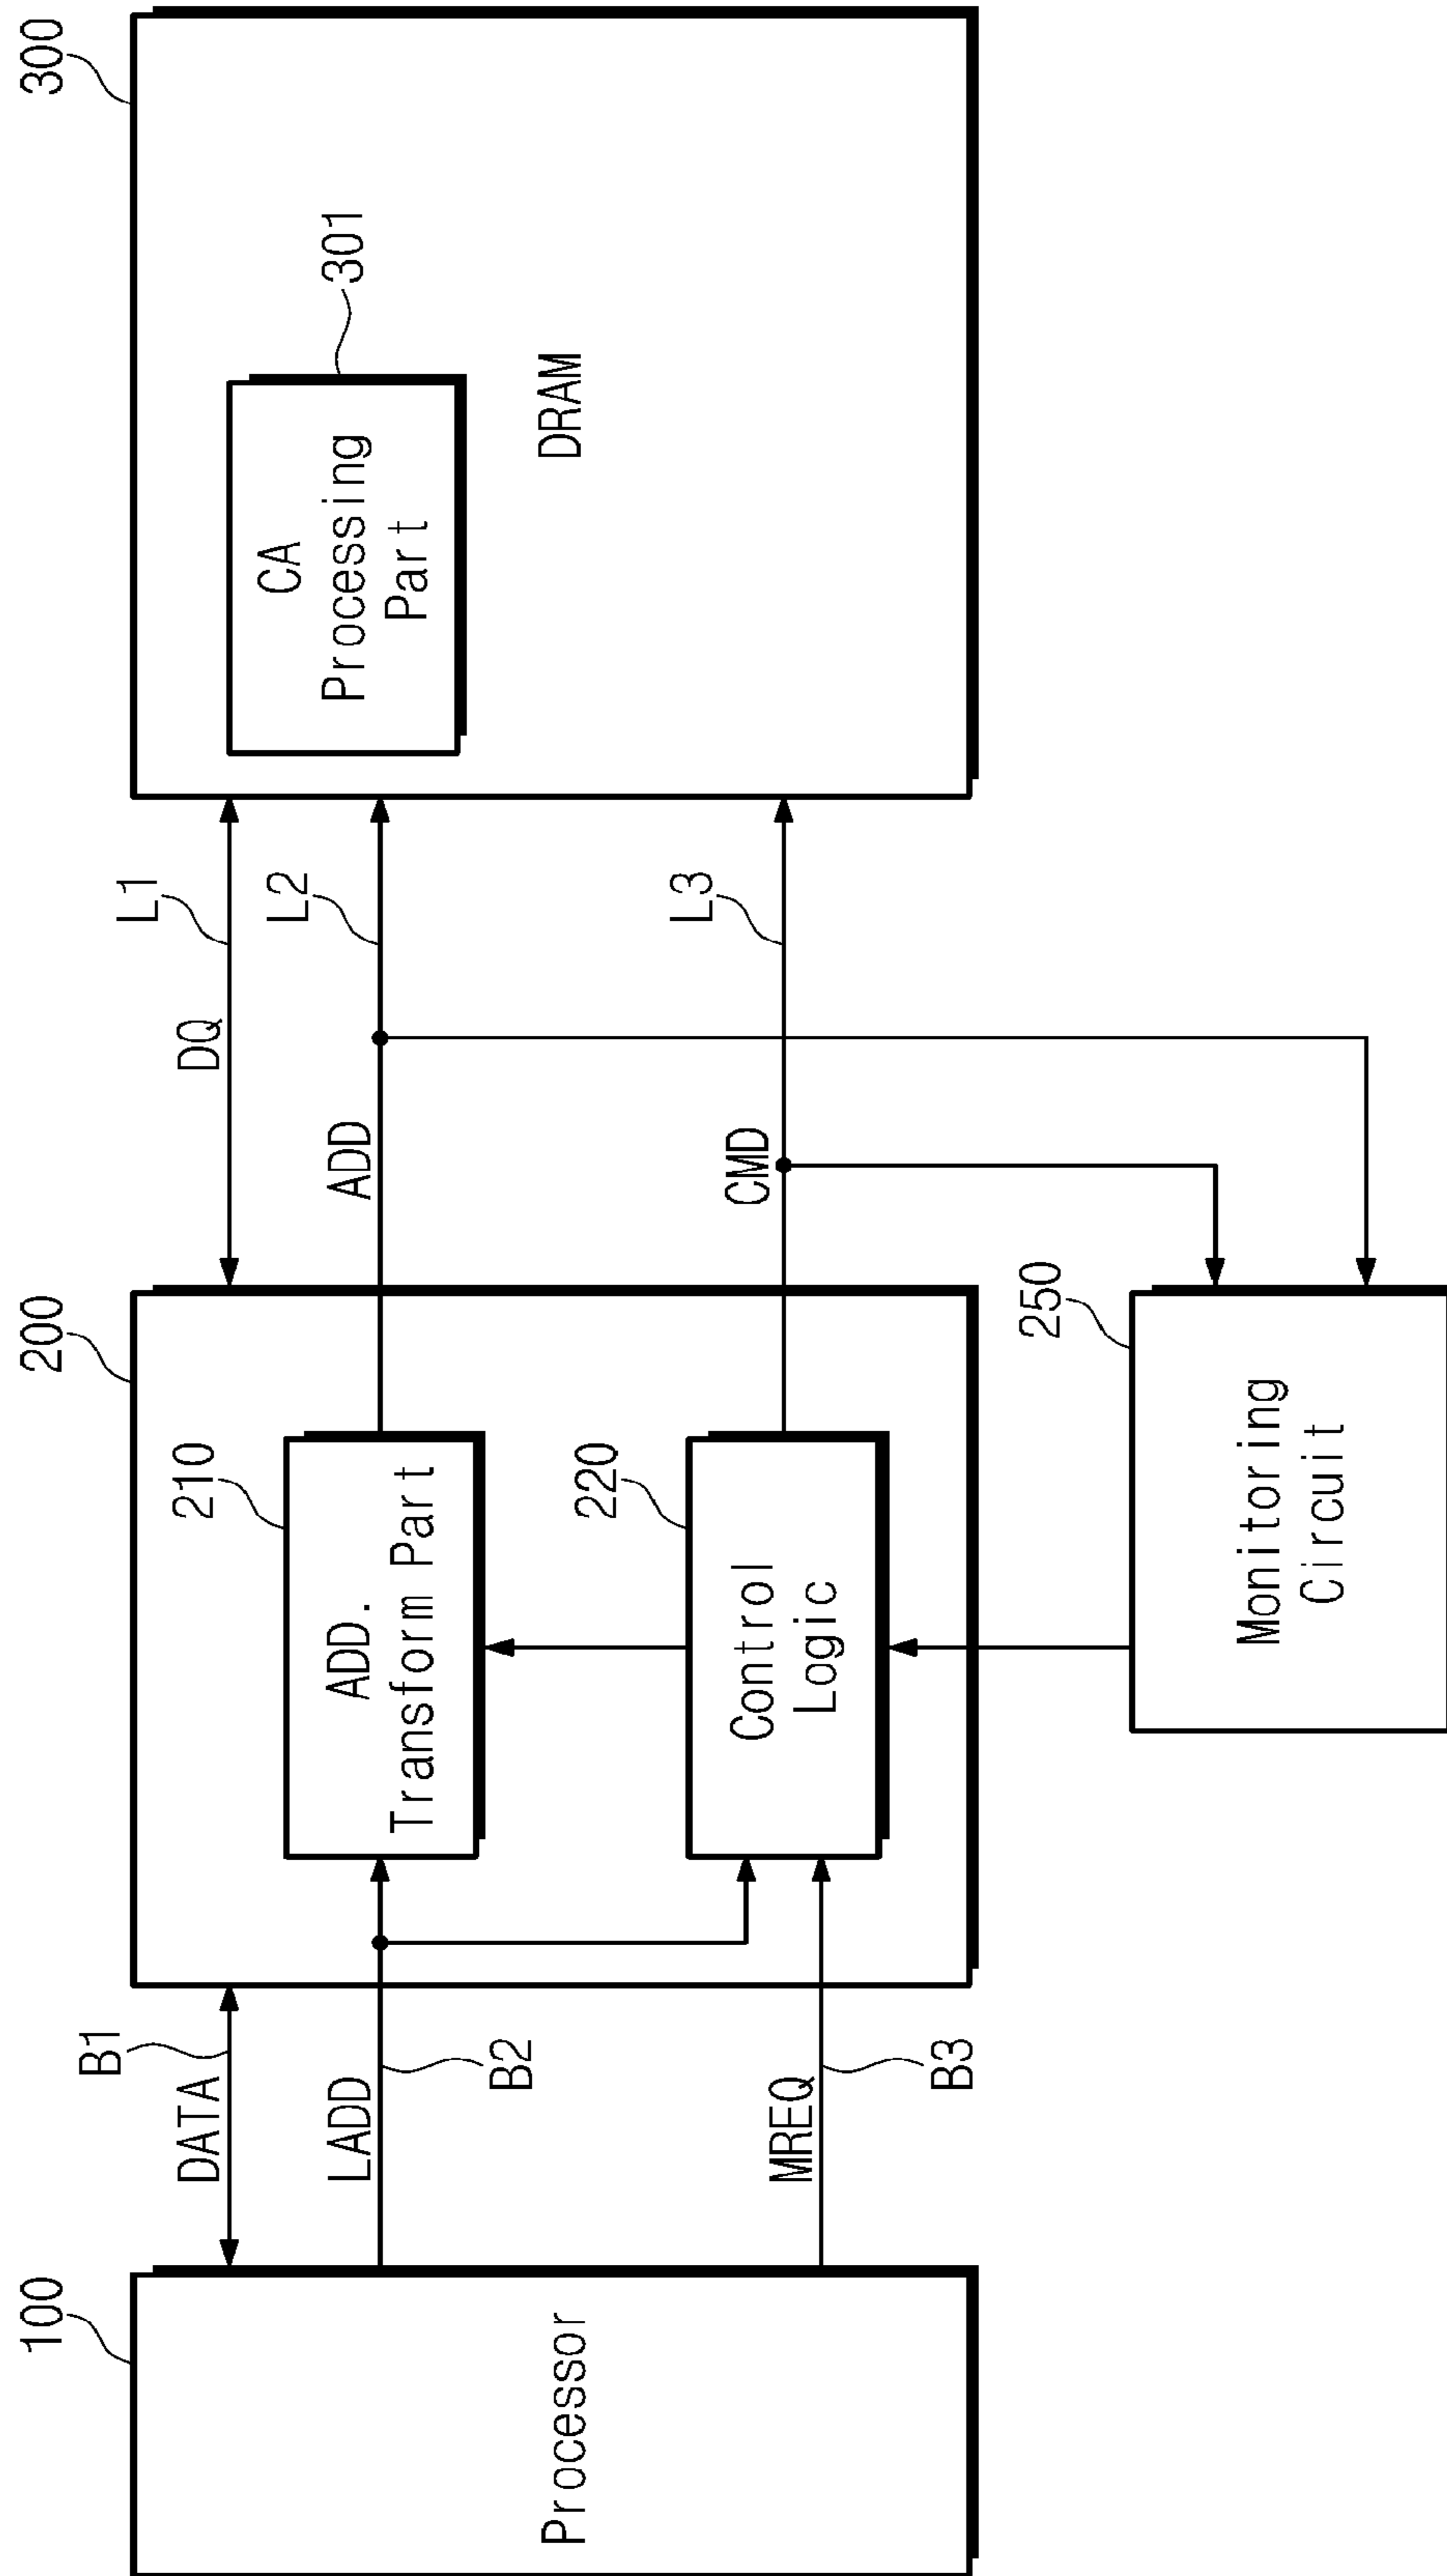 100
Processor
DATA
B1
LADD
B2
MREQ
B3
200
210
ADD.
Transform Part
220
Control
Logic
250
Monitoring
Circuit
DQ
L1
ADD
L2
CMD
L3
300
301
CA
Processing
Part
DRAM